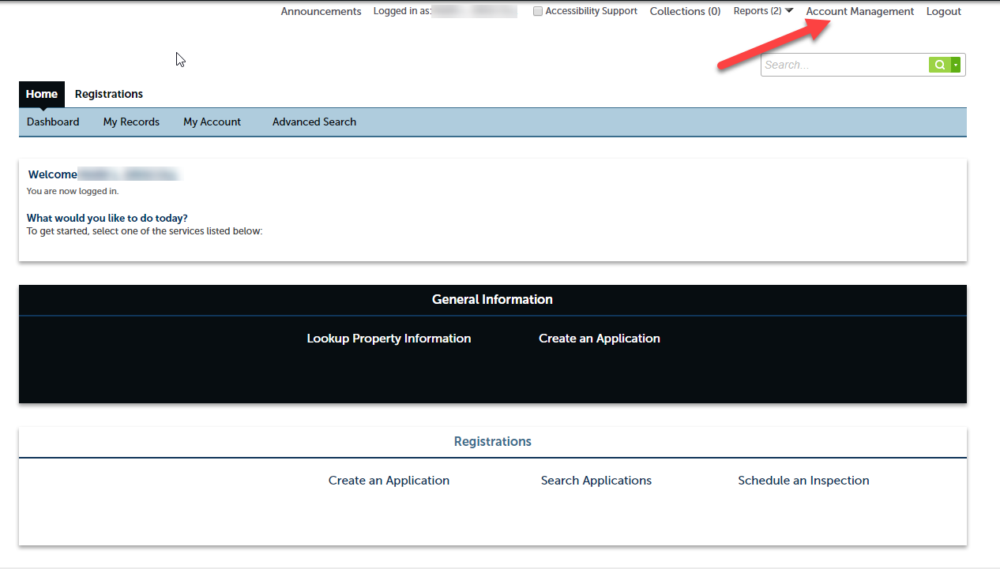 Announcements Logged in as: Accessibility Support Collections (0) Reports (2) Account Management Logout
Search...
Home Registrations
Dashboard My Records My Account Advanced Search
Welcome
You are now logged in.
What would you like to do today?
To get started, select one of the services listed below:
General Information
Lookup Property Information Create an Application
Registrations
Create an Application Search Applications Schedule an Inspection